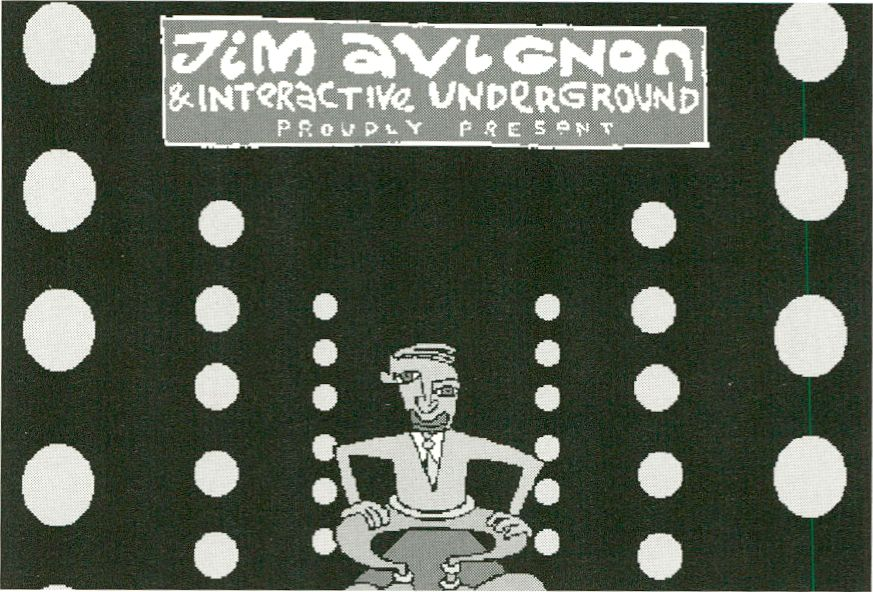 Jim aVIGNON
& INTeRaCTIVe UNDeRGROUND
PROUDLY PRESeNT